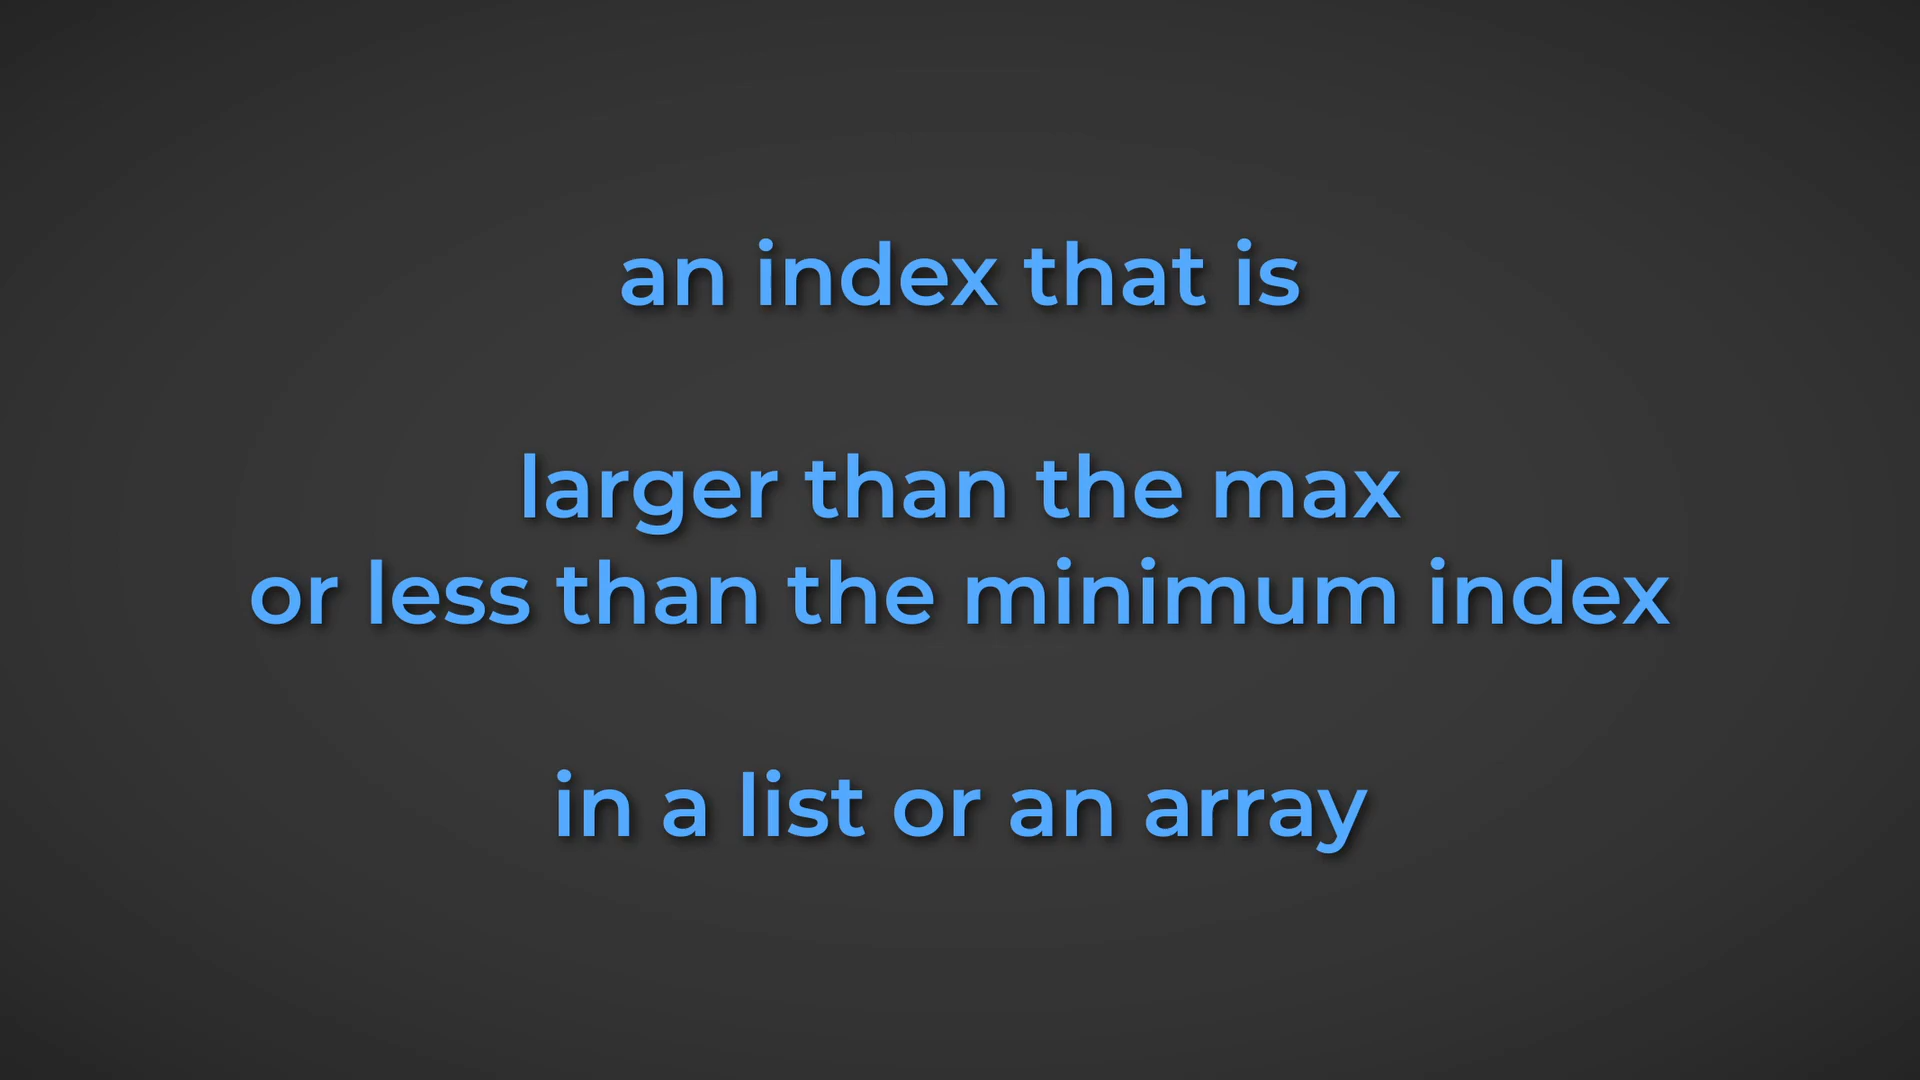 an index that is
larger than the max
or less than the minimum index
in a list or an array